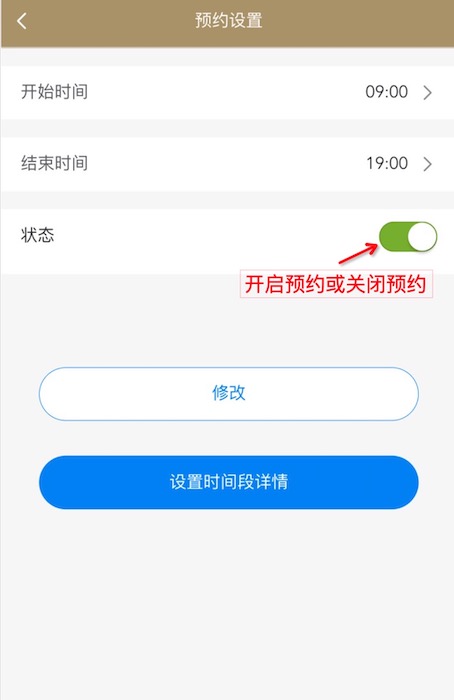 预约设置
开始时间 09:00
结束时间 19:00
状态
开启预约或关闭预约
修改
设置时间段详情